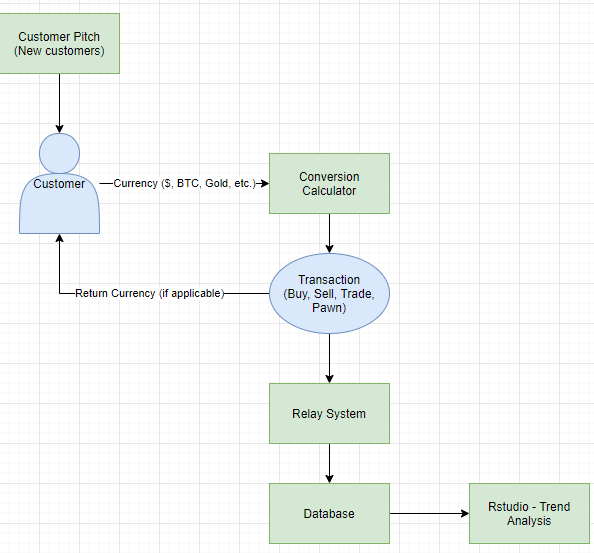 Customer Pitch
(New customers)
Customer
Currency ($, BTC, Gold, etc.)
Conversion
Calculator
Transaction
(Buy, Sell, Trade,
Pawn)
Return Currency (if applicable)
Relay System
Database
Rstudio - Trend
Analysis